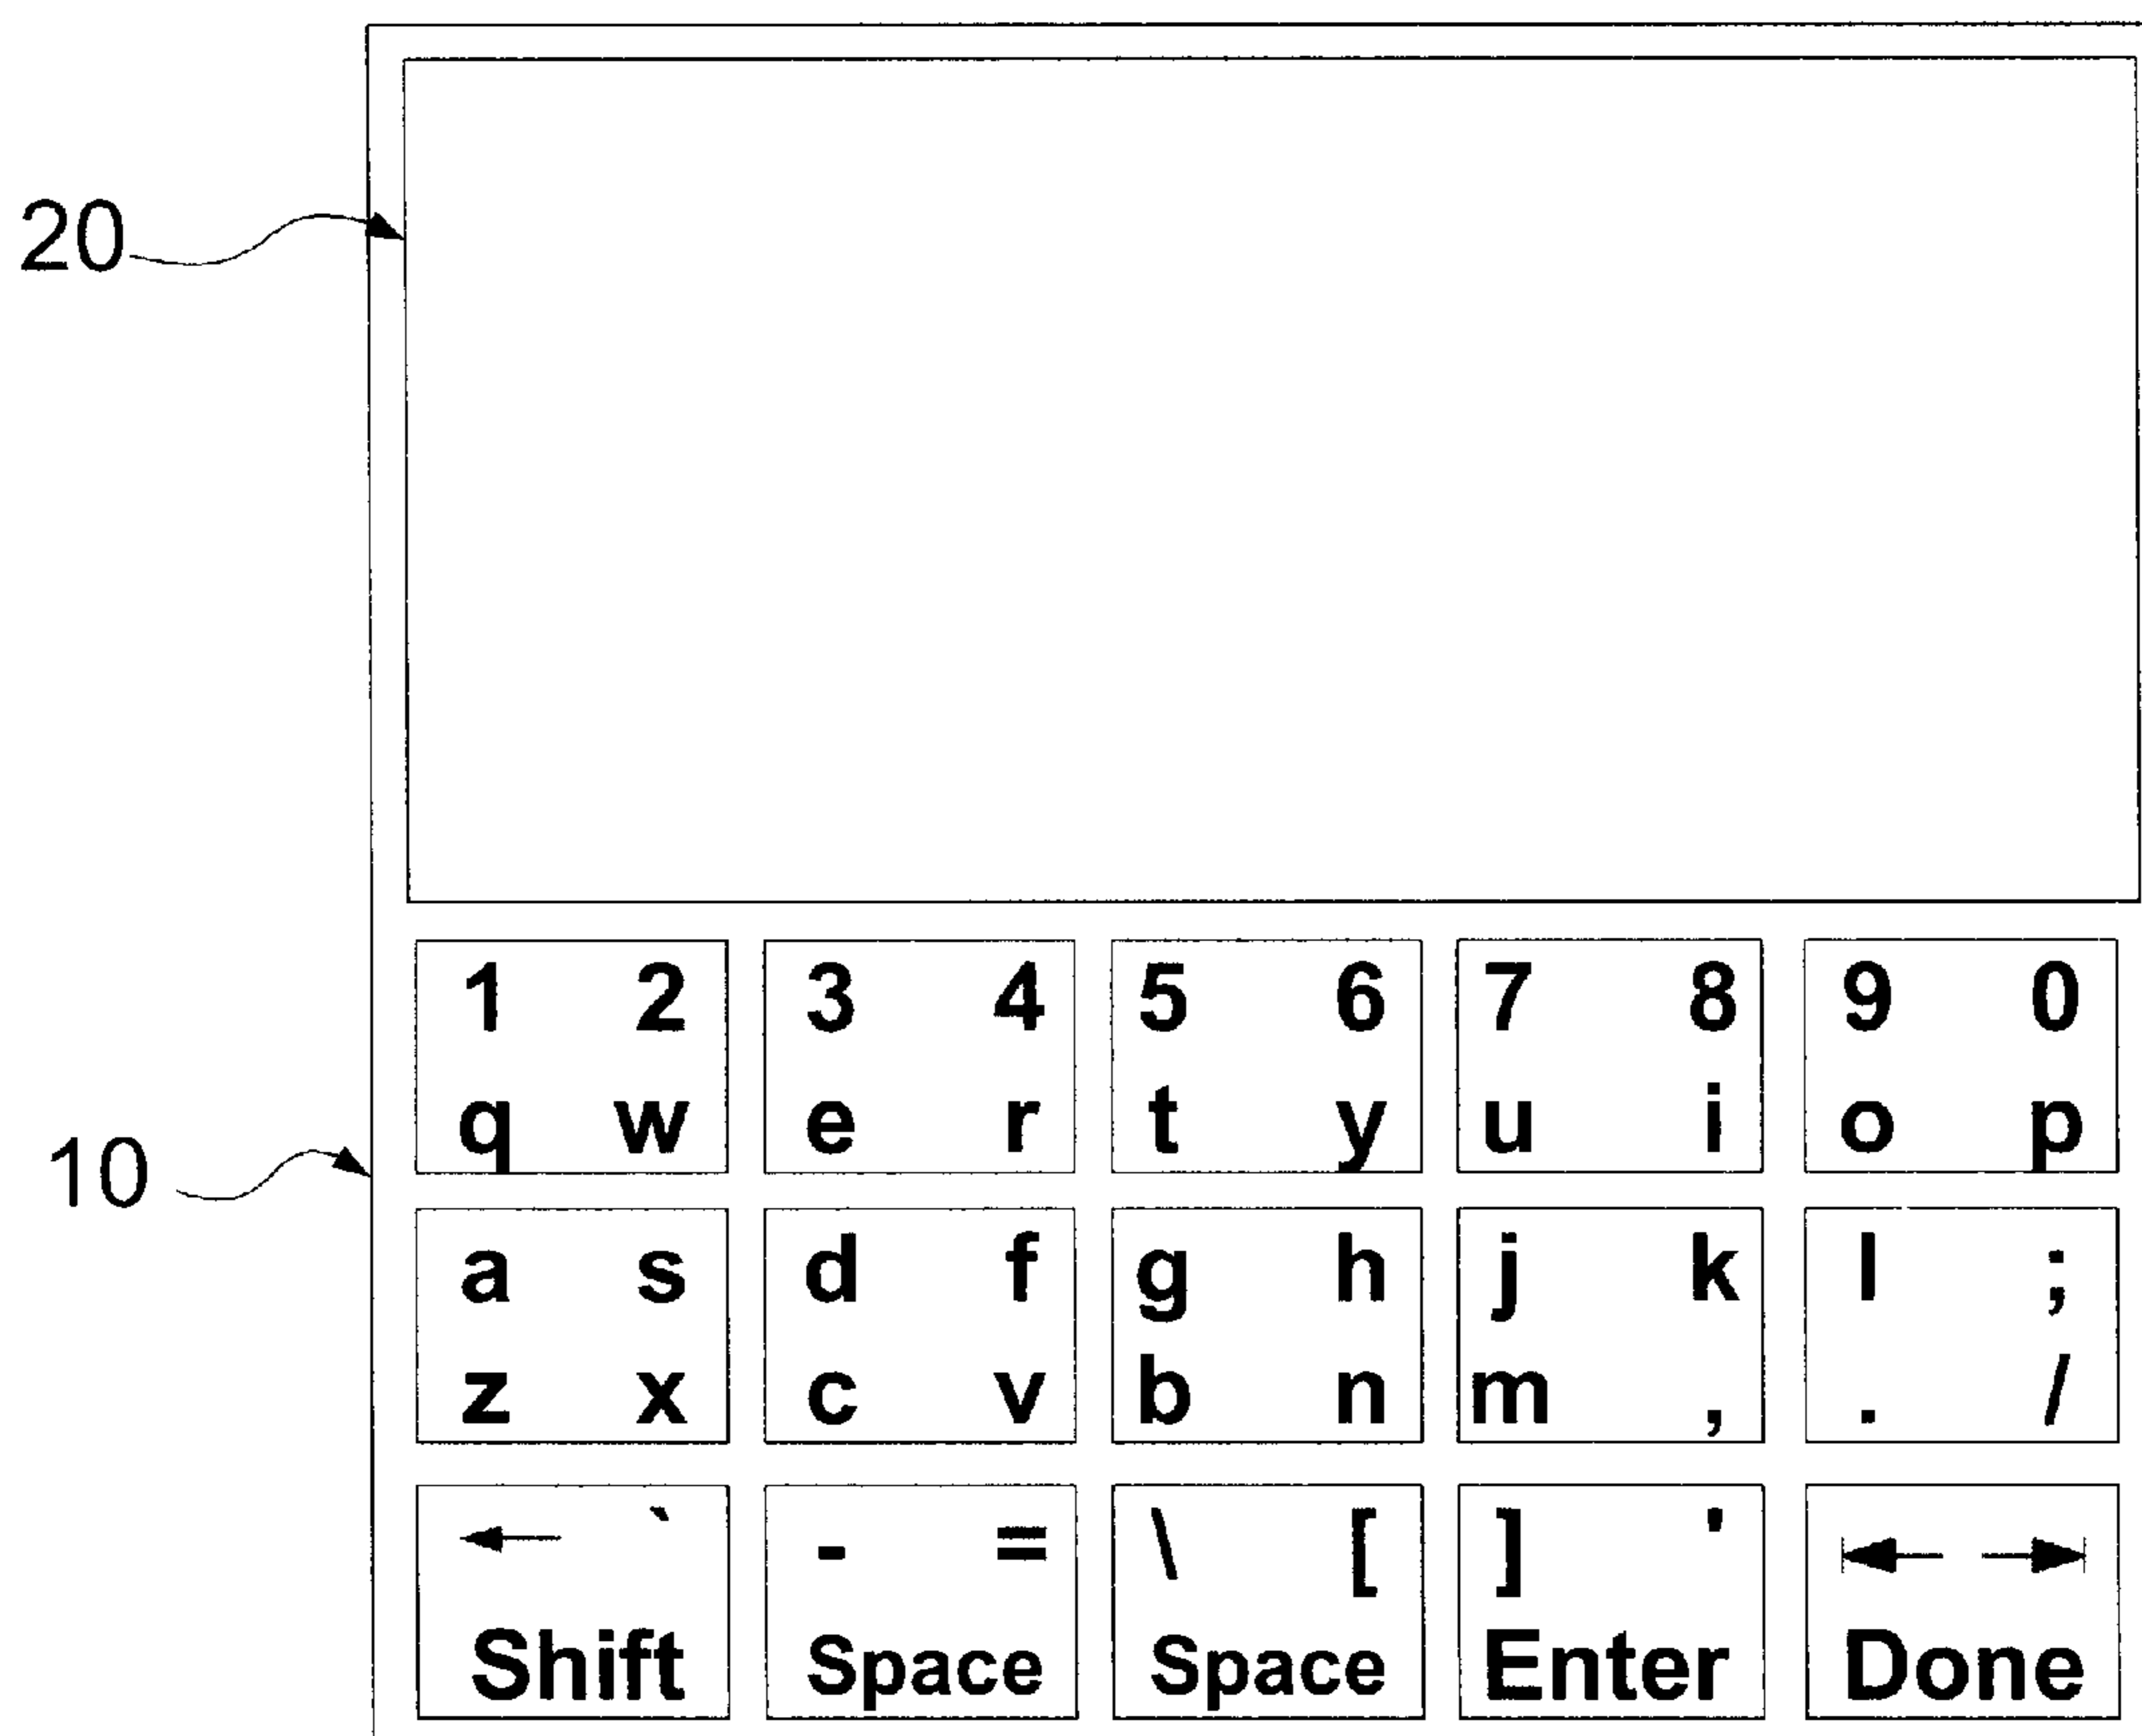 20
1 2 3 4 5 6 7 8 9 0
q w e r t y u i o p
10
a s d f g h j k l ;
z x c v b n m , . /
← ` - = \ [ ] ' ← →
Shift Space Space Enter Done